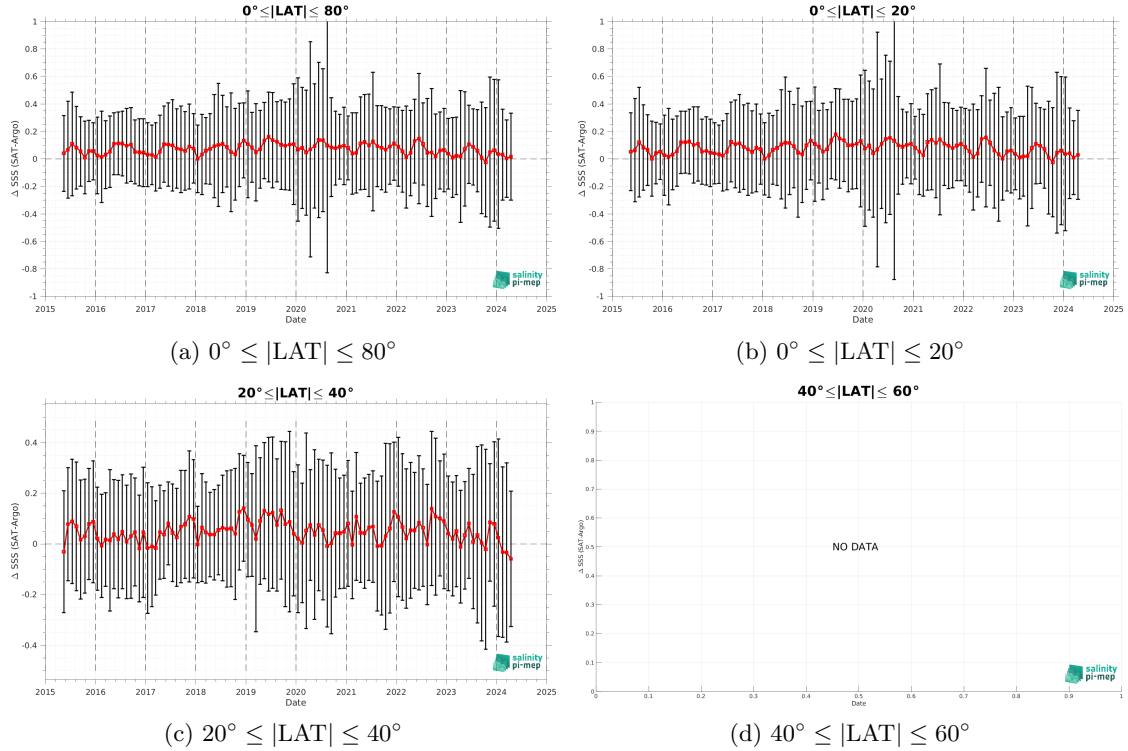 0°≤|LAT|≤ 80°
1
0.8
0.6
0.4
0.2
0
-0.2
-0.4
-0.6
-0.8
-1
Δ SSS (SAT-Argo)
2015 2016 2017 2018 2019 2020 2021 2022 2023 2024 2025
Date
salinity
pi-mep
(a) 0° ≤ |LAT| ≤ 80°
0°≤|LAT|≤ 20°
1
0.8
0.6
0.4
0.2
0
-0.2
-0.4
-0.6
-0.8
-1
Δ SSS (SAT-Argo)
2015 2016 2017 2018 2019 2020 2021 2022 2023 2024 2025
Date
salinity
pi-mep
(b) 0° ≤ |LAT| ≤ 20°
20°≤|LAT|≤ 40°
0.4
0.2
0
-0.2
-0.4
Δ SSS (SAT-Argo)
2015 2016 2017 2018 2019 2020 2021 2022 2023 2024 2025
Date
salinity
pi-mep
(c) 20° ≤ |LAT| ≤ 40°
40°≤|LAT|≤ 60°
1
0.9
0.8
0.7
0.6
0.5
0.4
0.3
0.2
0.1
0
Δ SSS (SAT-Argo)
NO DATA
0 0.1 0.2 0.3 0.4 0.5 0.6 0.7 0.8 0.9 1
Date
salinity
pi-mep
(d) 40° ≤ |LAT| ≤ 60°